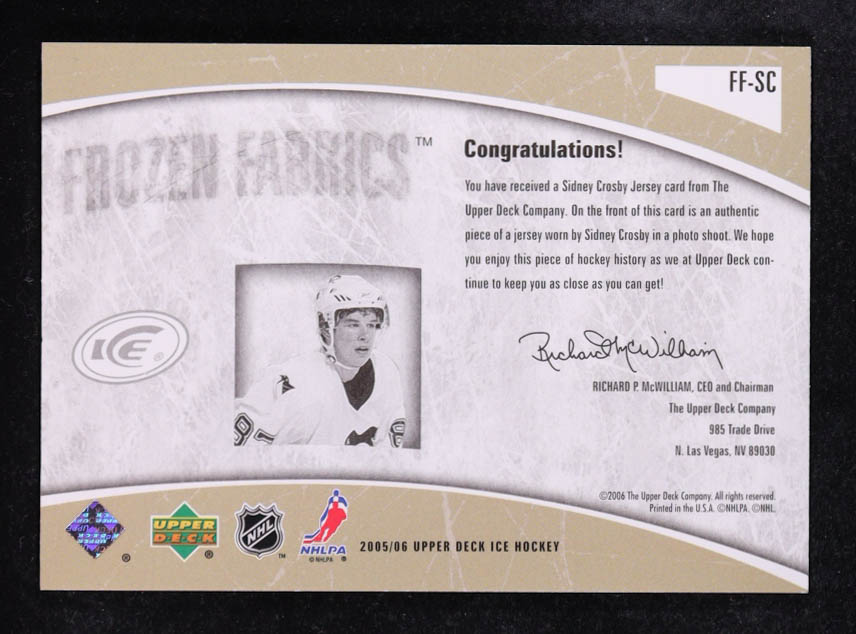 FF-SC
FROZEN FABRICS™
Congratulations!
You have received a Sidney Crosby Jersey card from The
Upper Deck Company. On the front of this card is an authentic
piece of a jersey worn by Sidney Crosby in a photo shoot. We hope
you enjoy this piece of hockey history as we at Upper Deck con-
tinue to keep you as close as you can get!
ICE
Richard P. McWilliam
RICHARD P. McWILLIAM, CEO and Chairman
The Upper Deck Company
985 Trade Drive
N. Las Vegas, NV 89030
©2006 The Upper Deck Company. All rights reserved.
Printed in the U.S.A. ©NHLPA. ©NHL.
®
UPPER
DECK
®
NHL
™
NHLPA
© NHLPA ®
2005/06 UPPER DECK ICE HOCKEY